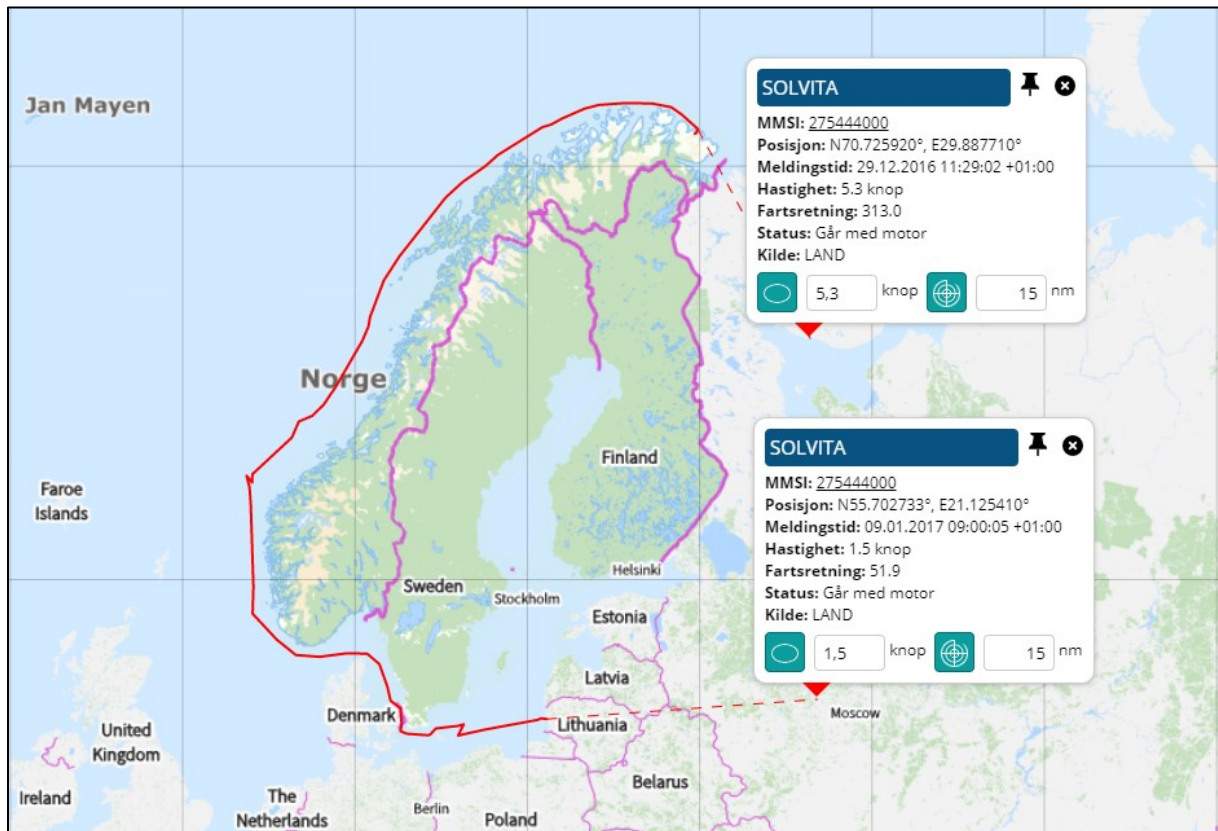 Jan Mayen
SOLVITA
MMSI: 275444000
Posisjon: N70.725920°, E29.887710°
Meldingstid: 29.12.2016 11:29:02 +01:00
Hastighet: 5.3 knop
Fartsretning: 313.0
Status: Går med motor
Kilde: LAND
5,3 knop 15 nm
Norge
Faroe
Islands
Finland
SOLVITA
MMSI: 275444000
Posisjon: N55.702733°, E21.125410°
Meldingstid: 09.01.2017 09:00:05 +01:00
Hastighet: 1.5 knop
Fartsretning: 51.9
Status: Går med motor
Kilde: LAND
1,5 knop 15 nm
Helsinki
Sweden
Stockholm
Estonia
Latvia
Denmark
Lithuania
Moscow
United
Kingdom
Belarus
Ireland
The
Netherlands
Berlin
Poland